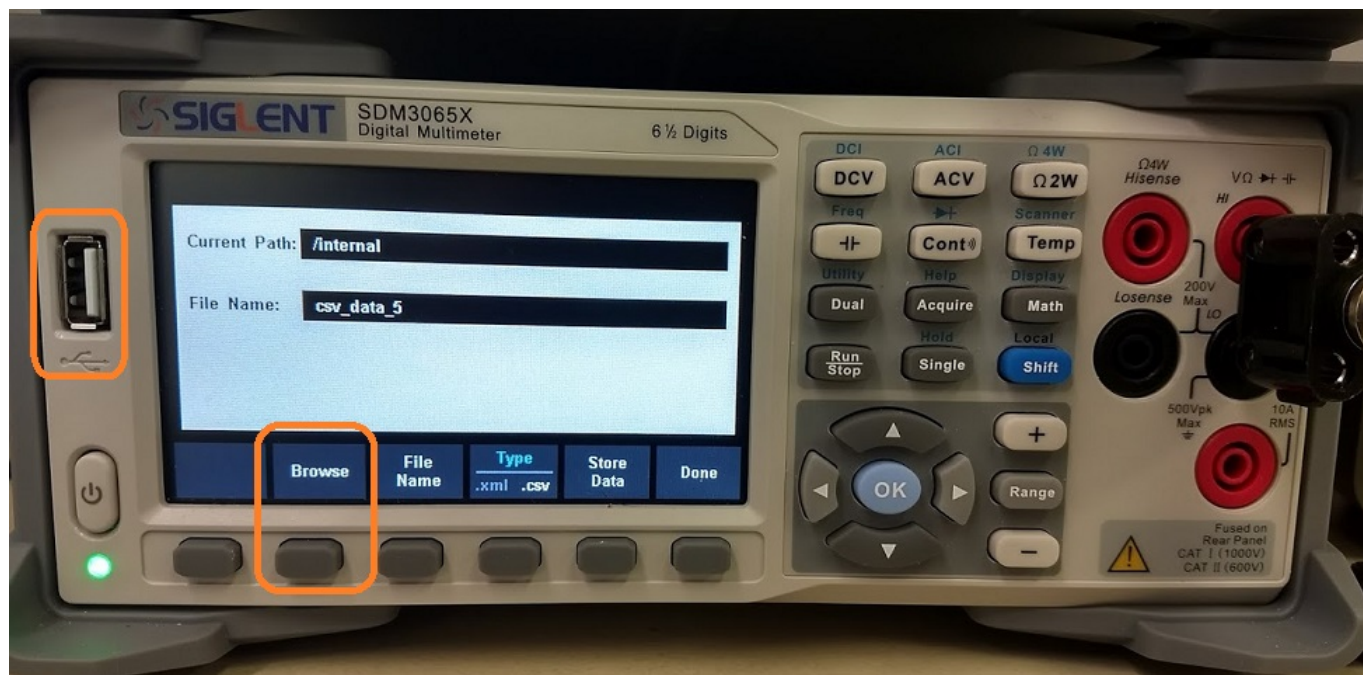 SIGLENT SDM3065X
Digital Multimeter
6 ½ Digits
Current Path: /internal
File Name: csv_data_5
Browse
File
Name
Type
.xml .csv
Store
Data
Done
DCI ACI Ω 4W
DCV ACV Ω 2W
Freq Scanner
Cont Temp
Utility Help Display
Dual Acquire Math
Hold Local
Run
Stop
Single Shift
OK
+
Range
−
Ω4W
Hisense
VΩ
HI
200V
Max
Losense
LO
500Vpk
Max
10A
RMS
Fused on
Rear Panel
CAT I (1000V)
CAT II (600V)